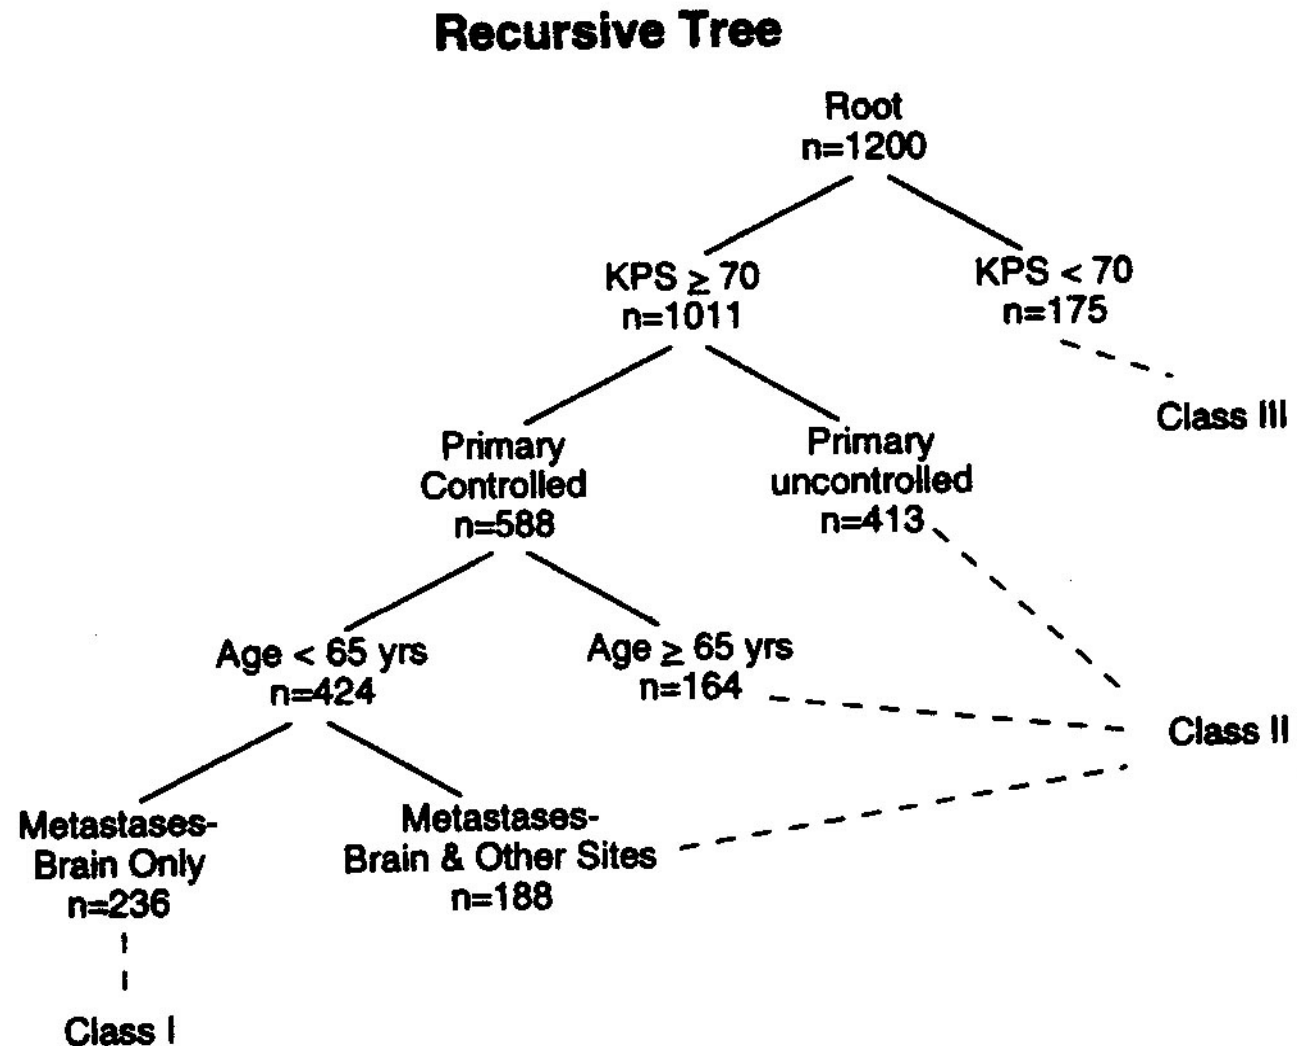 Recursive Tree
Root
n=1200
KPS ≥ 70
n=1011
KPS < 70
n=175
Class III
Primary
Controlled
n=588
Primary
uncontrolled
n=413
Age < 65 yrs
n=424
Age ≥ 65 yrs
n=164
Class II
Metastases-
Brain Only
n=236
Metastases-
Brain & Other Sites
n=188
Class I